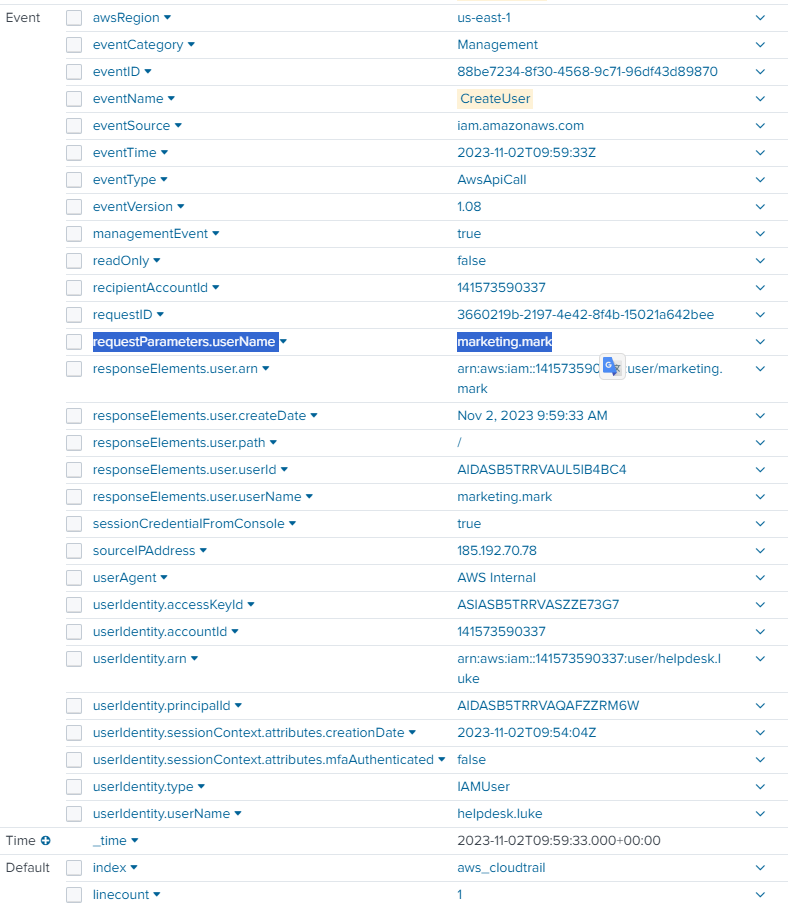 Event awsRegion us-east-1
eventCategory Management
eventID 88be7234-8f30-4568-9c71-96df43d89870
eventName CreateUser
eventSource iam.amazonaws.com
eventTime 2023-11-02T09:59:33Z
eventType AwsApiCall
eventVersion 1.08
managementEvent true
readOnly false
recipientAccountId 141573590337
requestID 3660219b-2197-4e42-8f4b-15021a642bee
requestParameters.userName marketing.mark
responseElements.user.arn arn:aws:iam::141573590 user/marketing.
mark
responseElements.user.createDate Nov 2, 2023 9:59:33 AM
responseElements.user.path /
responseElements.user.userId AIDASB5TRRVAUL5IB4BC4
responseElements.user.userName marketing.mark
sessionCredentialFromConsole true
sourceIPAddress 185.192.70.78
userAgent AWS Internal
userIdentity.accessKeyId ASIASB5TRRVASZZE73G7
userIdentity.accountId 141573590337
userIdentity.arn arn:aws:iam::141573590337:user/helpdesk.l
uke
userIdentity.principalId AIDASB5TRRVAQAFZZRM6W
userIdentity.sessionContext.attributes.creationDate 2023-11-02T09:54:04Z
userIdentity.sessionContext.attributes.mfaAuthenticated false
userIdentity.type IAMUser
userIdentity.userName helpdesk.luke
Time _time 2023-11-02T09:59:33.000+00:00
Default index aws_cloudtrail
linecount 1